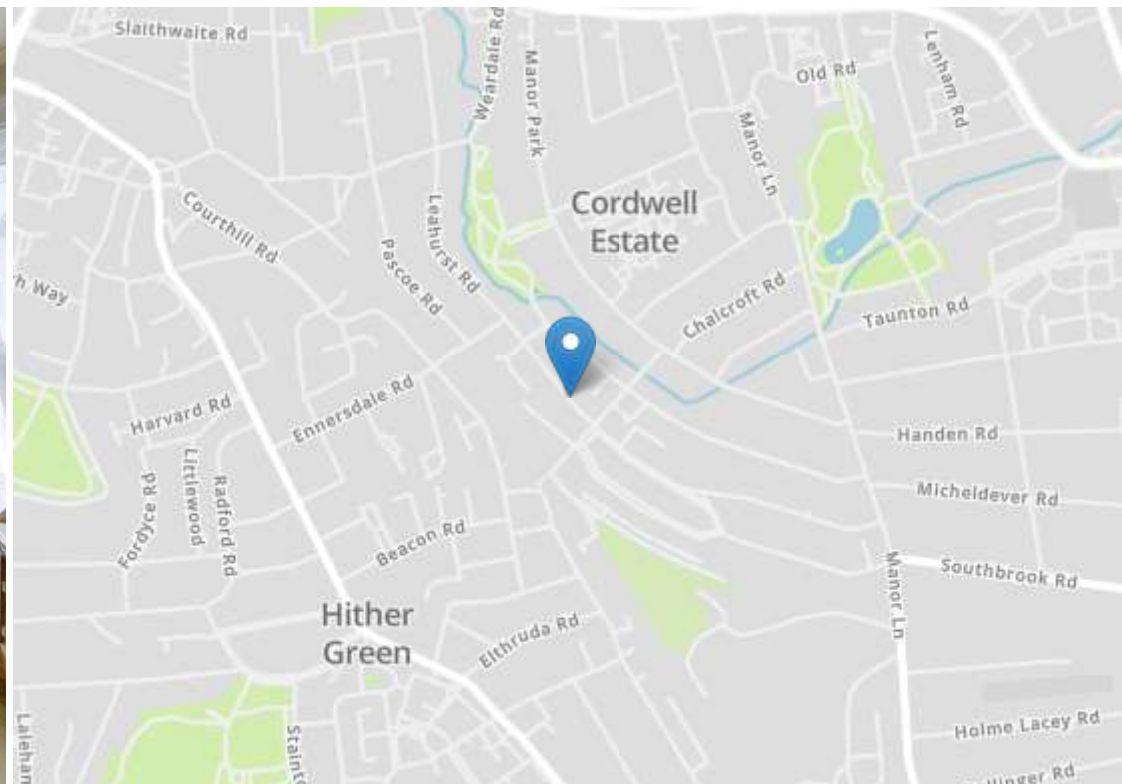 Slaithwaite Rd
Weardale Rd
Manor Park
Old Rd
Lenham Rd
Manor Ln
Cordwell
Estate
Courthill Rd
Leahurst Rd
Pascoe Rd
Way
Chalcroft Rd
Taunton Rd
Harvard Rd
Ennersdale Rd
Handen Rd
Littlewood
Radford Rd
Fordyce Rd
Micheldever Rd
Beacon Rd
Manor Ln
Southbrook Rd
Hither
Green
Elthruda Rd
Holme Lacey Rd
Rd